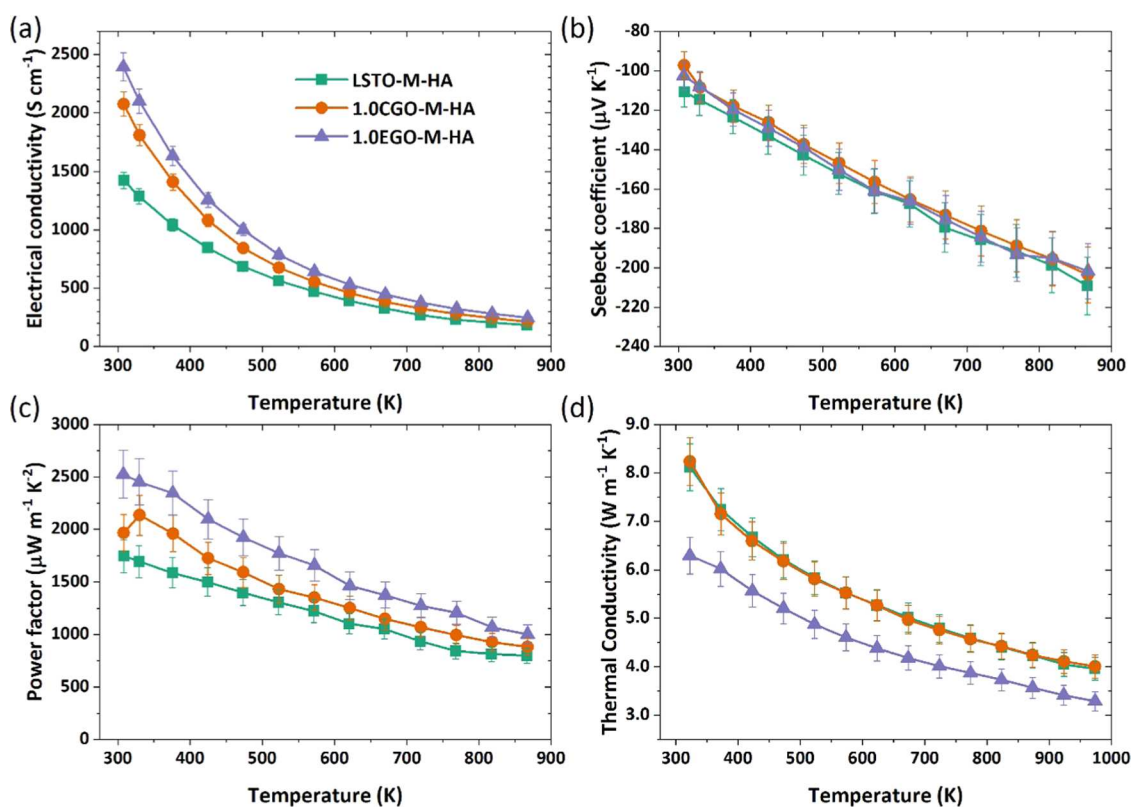 (a)
Electrical conductivity (S cm⁻¹)
2500
2000
1500
1000
500
0
LSTO-M-HA
1.0CGO-M-HA
1.0EGO-M-HA
300 400 500 600 700 800 900
Temperature (K)
(b)
Seebeck coefficient (µV K⁻¹)
-80
-100
-120
-140
-160
-180
-200
-220
-240
300 400 500 600 700 800 900
Temperature (K)
(c)
Power factor (µW m⁻¹ K⁻²)
3000
2500
2000
1500
1000
500
0
300 400 500 600 700 800 900
Temperature (K)
(d)
Thermal Conductivity (W m⁻¹ K⁻¹)
9.0
8.0
7.0
6.0
5.0
4.0
3.0
300 400 500 600 700 800 900 1000
Temperature (K)